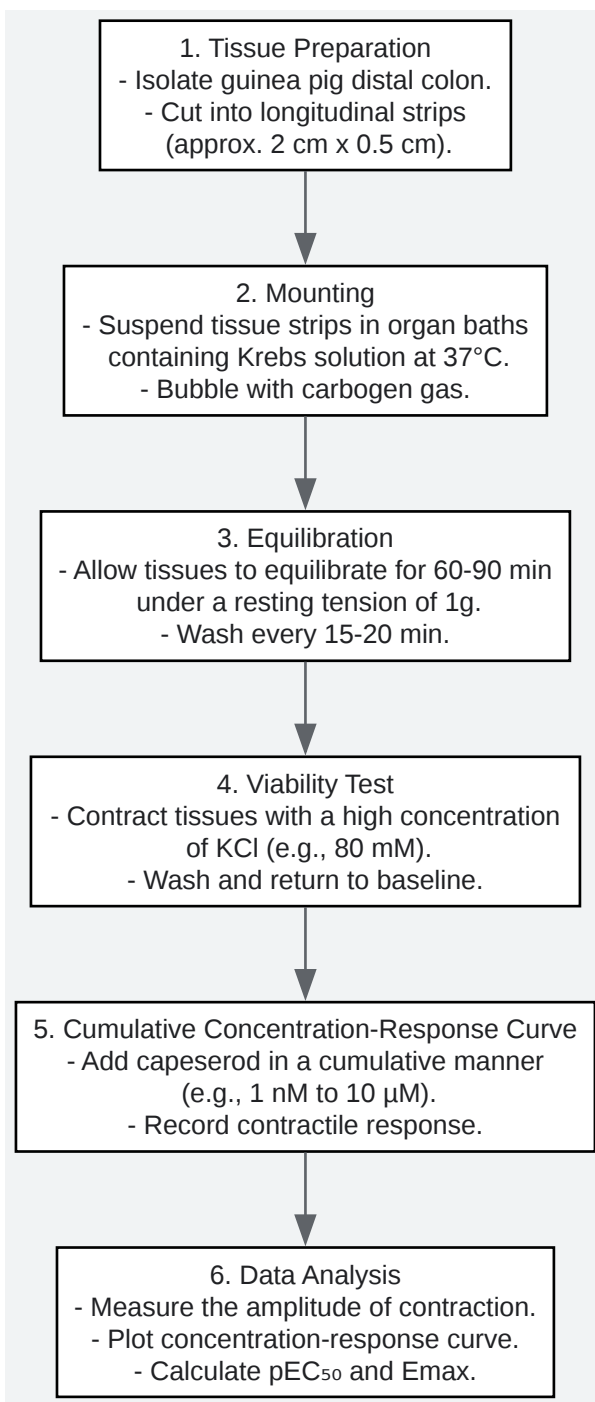 1. Tissue Preparation
- Isolate guinea pig distal colon.
- Cut into longitudinal strips
(approx. 2 cm x 0.5 cm).
2. Mounting
- Suspend tissue strips in organ baths
containing Krebs solution at 37°C.
- Bubble with carbogen gas.
3. Equilibration
- Allow tissues to equilibrate for 60-90 min
under a resting tension of 1g.
- Wash every 15-20 min.
4. Viability Test
- Contract tissues with a high concentration
of KCl (e.g., 80 mM).
- Wash and return to baseline.
5. Cumulative Concentration-Response Curve
- Add capeserod in a cumulative manner
(e.g., 1 nM to 10 µM).
- Record contractile response.
6. Data Analysis
- Measure the amplitude of contraction.
- Plot concentration-response curve.
- Calculate pEC₅₀ and Emax.